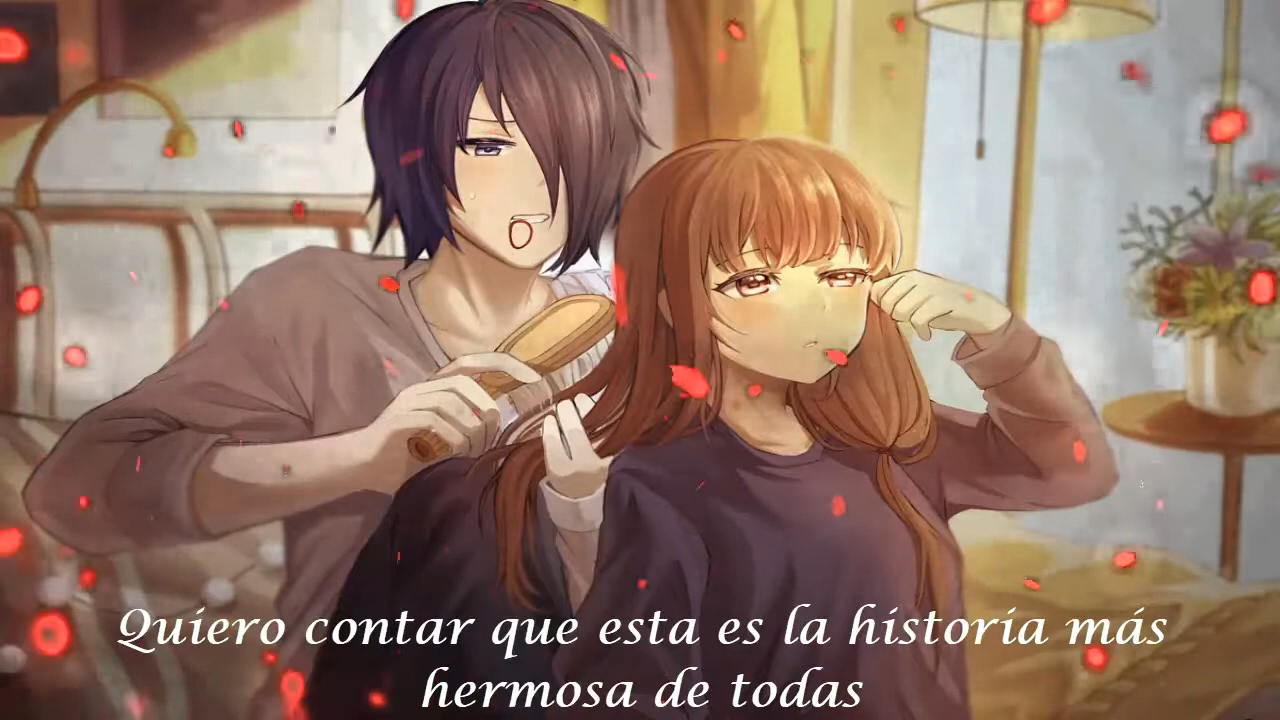 Quiero contar que esta es la historia más
hermosa de todas